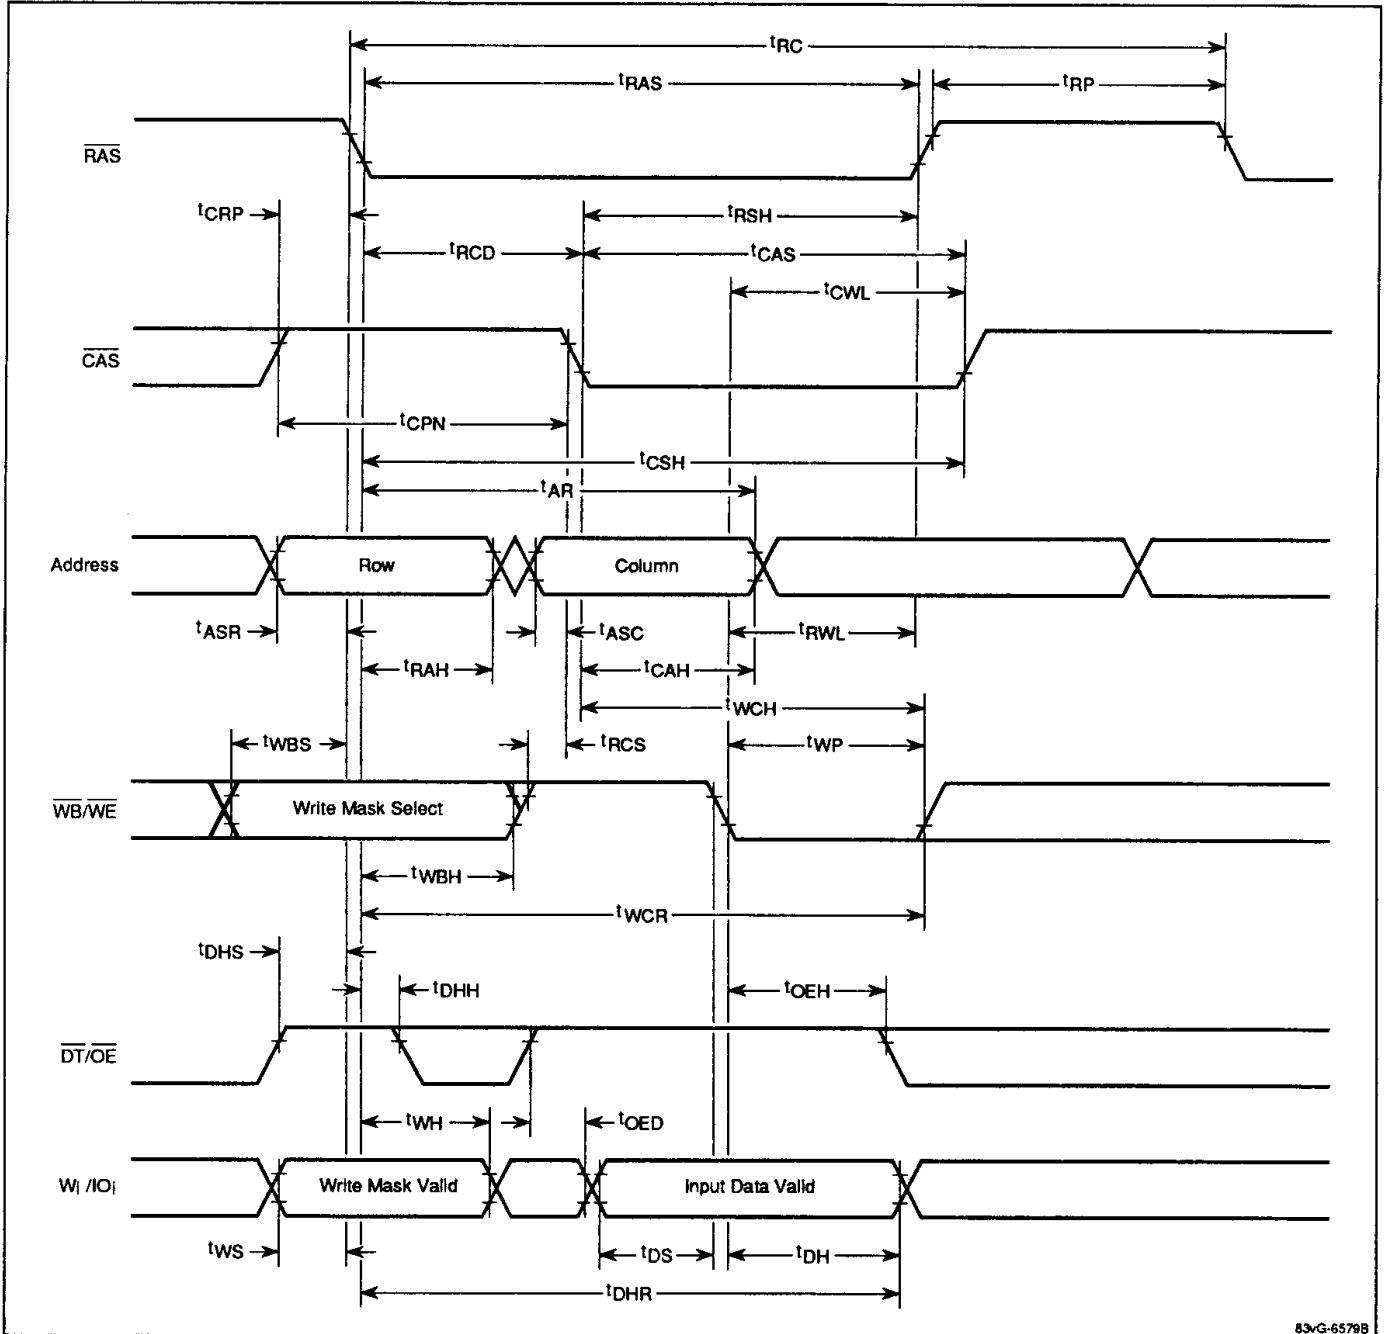 tRC
tRAS
tRP
RAS
tCRP
tRSH
tRCD
tCAS
tCWL
CAS
tCPN
tCSH
tAR
Address
Row
Column
tASR
tASC
tRWL
tRAH
tCAH
tWCH
tWBS
tRCS
tWP
WB/WE
Write Mask Select
tWBH
tWCR
tDHS
tDHH
tOEH
DT/OE
tWH
tOED
Wi /IOi
Write Mask Valid
Input Data Valid
tWS
tDS
tDH
tDHR
83vG-6579B